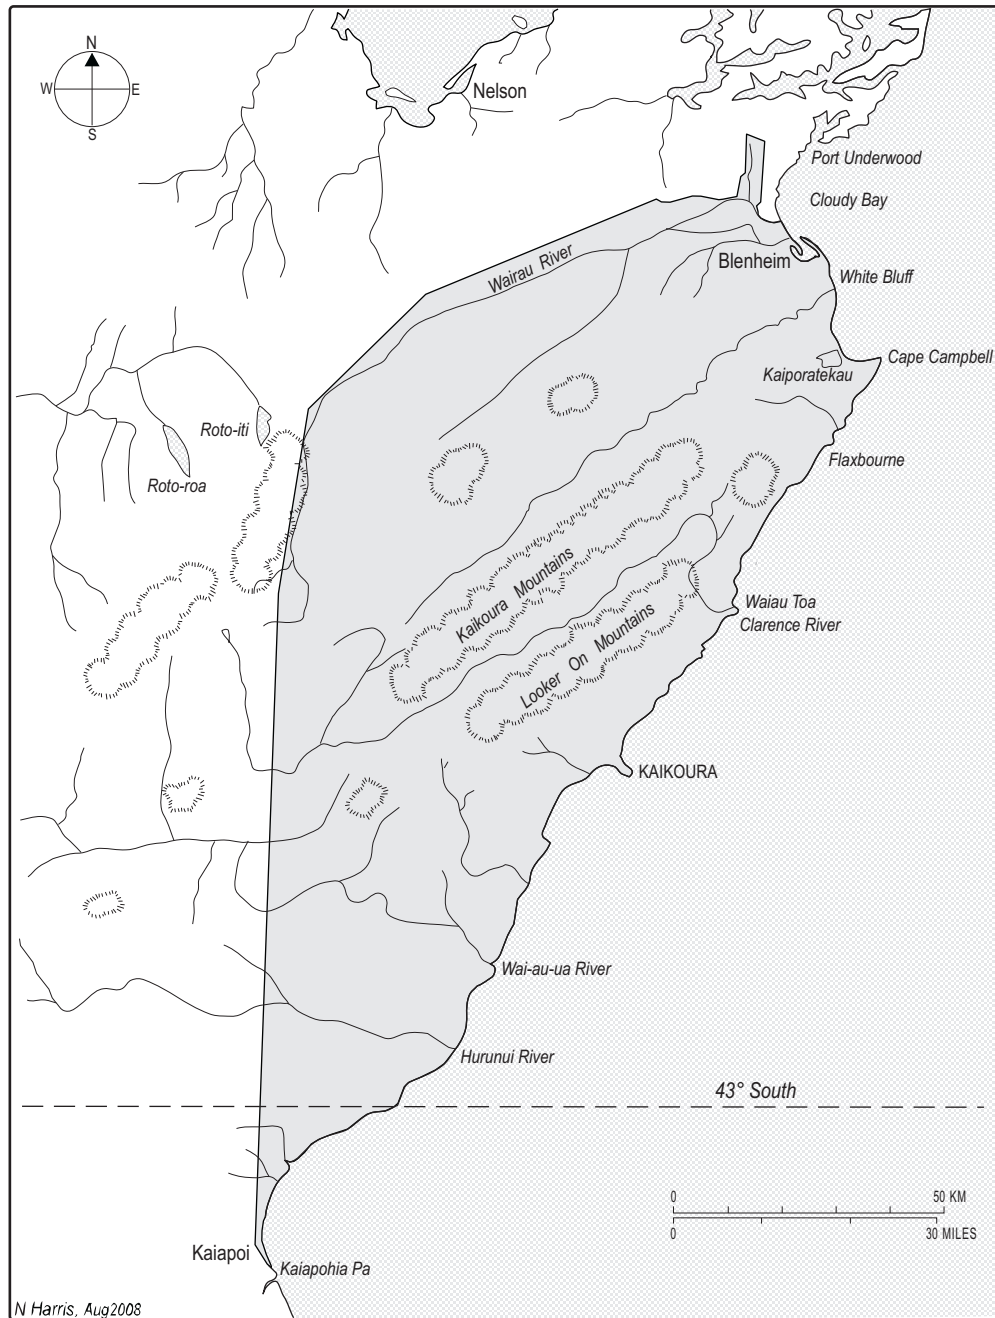 N
W
E
S
Nelson
Port Underwood
Cloudy Bay
Wairau River
Blenheim
White Bluff
Cape Campbell
Kaiporatekau
Roto-iti
Flaxbourne
Roto-roa
Kaikoura Mountains
Waiau Toa
Clarence River
Looker On Mountains
KAIKOURA
Wai-au-ua River
Hurunui River
43° South
0
50 KM
0
30 MILES
Kaiapoi
Kaiapohia Pa
N Harris, Aug2008